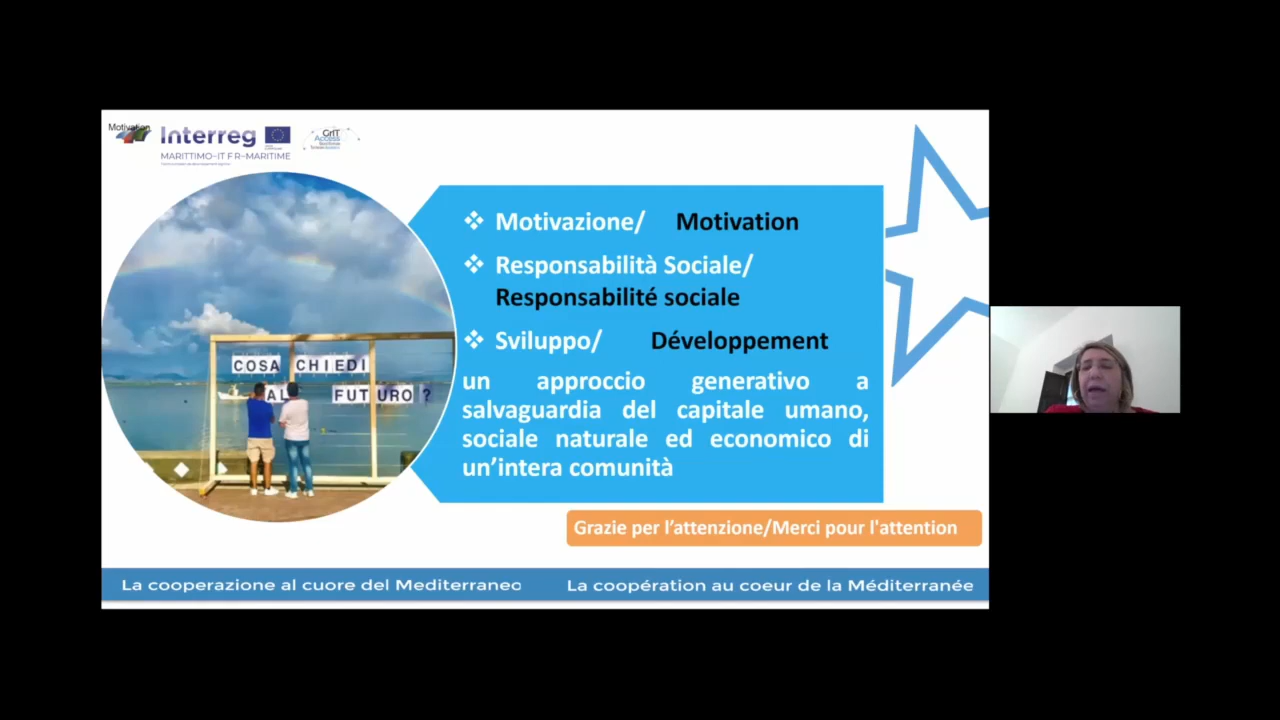 Motivation
Interreg
GrIT
Access
MARITTIMO-IT FR-MARITIME
❖ Motivazione/ Motivation
❖ Responsabilità Sociale/
Responsabilité sociale
❖ Sviluppo/ Développement
un approccio generativo a
salvaguardia del capitale umano,
sociale naturale ed economico di
un'intera comunità
COSA CHIEDI
AL FUTURO ?
Grazie per l'attenzione/Merci pour l'attention
La cooperazione al cuore del Mediterraneo
La coopération au coeur de la Méditerranée